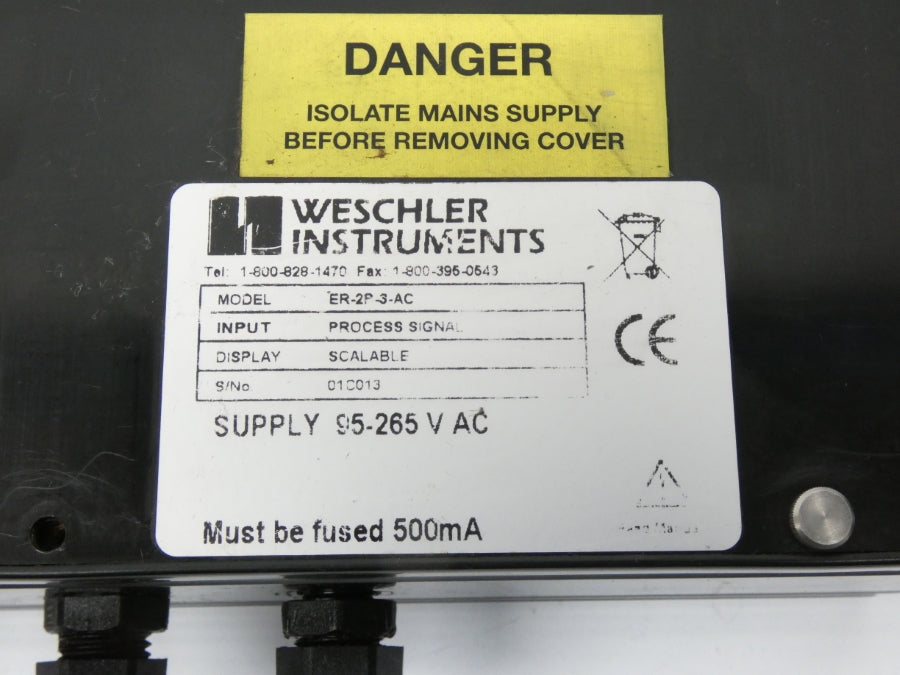 DANGER
ISOLATE MAINS SUPPLY
BEFORE REMOVING COVER
WESCHLER
INSTRUMENTS
Tel: 1-800-828-1470 Fax: 1-800-395-0543
MODEL ER-2P-3-AC
INPUT PROCESS SIGNAL
DISPLAY SCALABLE
S/No 01C013
SUPPLY 95-265 V AC
CE
Must be fused 500mA